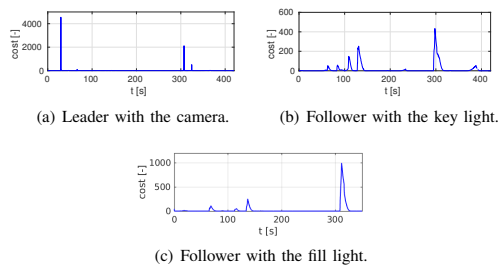 4000
2000
0
cost [-]
0 100 200 300 400
t [s]
(a) Leader with the camera.
600
400
200
0
cost [-]
0 100 200 300 400
t [s]
(b) Follower with the key light.
1000
500
0
cost [-]
0 100 200 300
t [s]
(c) Follower with the fill light.